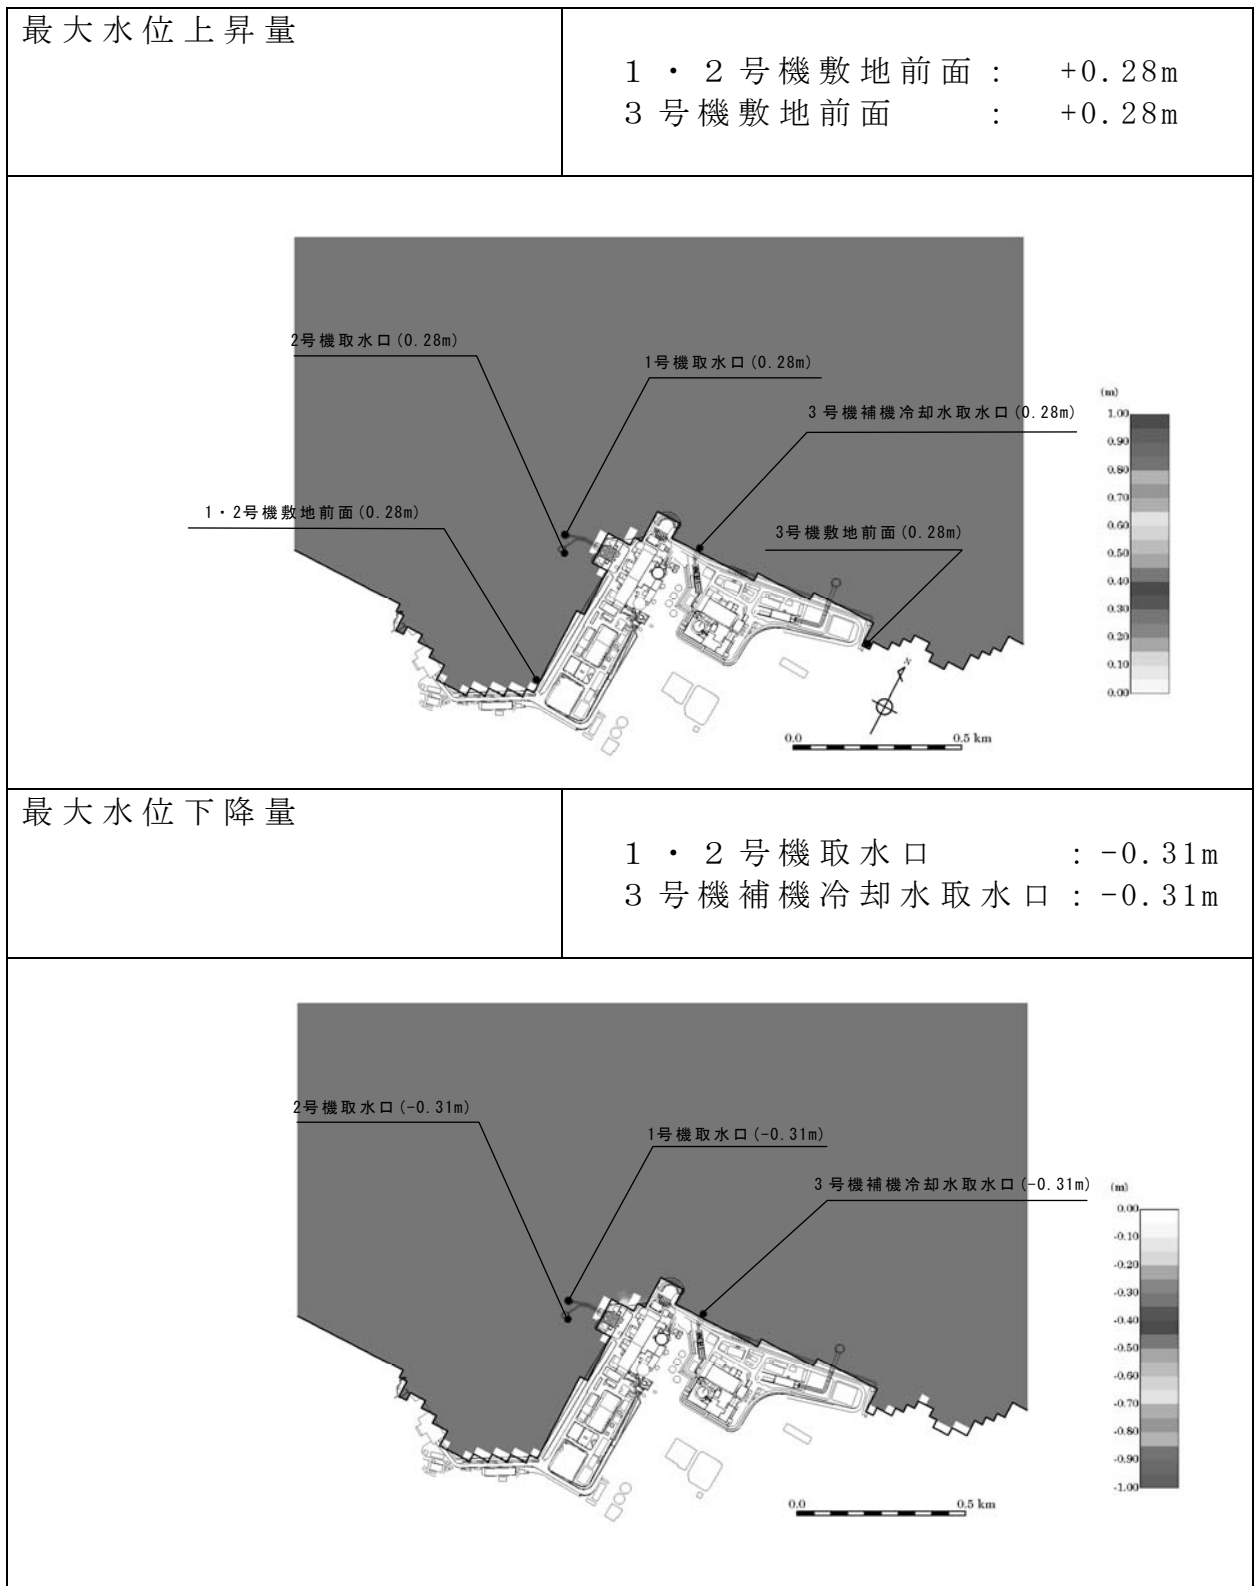 最大水位上昇量
１・２号機敷地前面： +0.28m
３号機敷地前面 ： +0.28m
2号機取水口(0.28m)
1号機取水口(0.28m)
３号機補機冷却水取水口(0.28m)
1・2号機敷地前面(0.28m)
3号機敷地前面(0.28m)
(m)
1.00
0.90
0.80
0.70
0.60
0.50
0.40
0.30
0.20
0.10
0.00
N
0.0 0.5 km
最大水位下降量
１・２号機取水口 ：-0.31m
３号機補機冷却水取水口：-0.31m
2号機取水口(-0.31m)
1号機取水口(-0.31m)
３号機補機冷却水取水口(-0.31m)
(m)
0.00
-0.10
-0.20
-0.30
-0.40
-0.50
-0.60
-0.70
-0.80
-0.90
-1.00
0.0 0.5 km